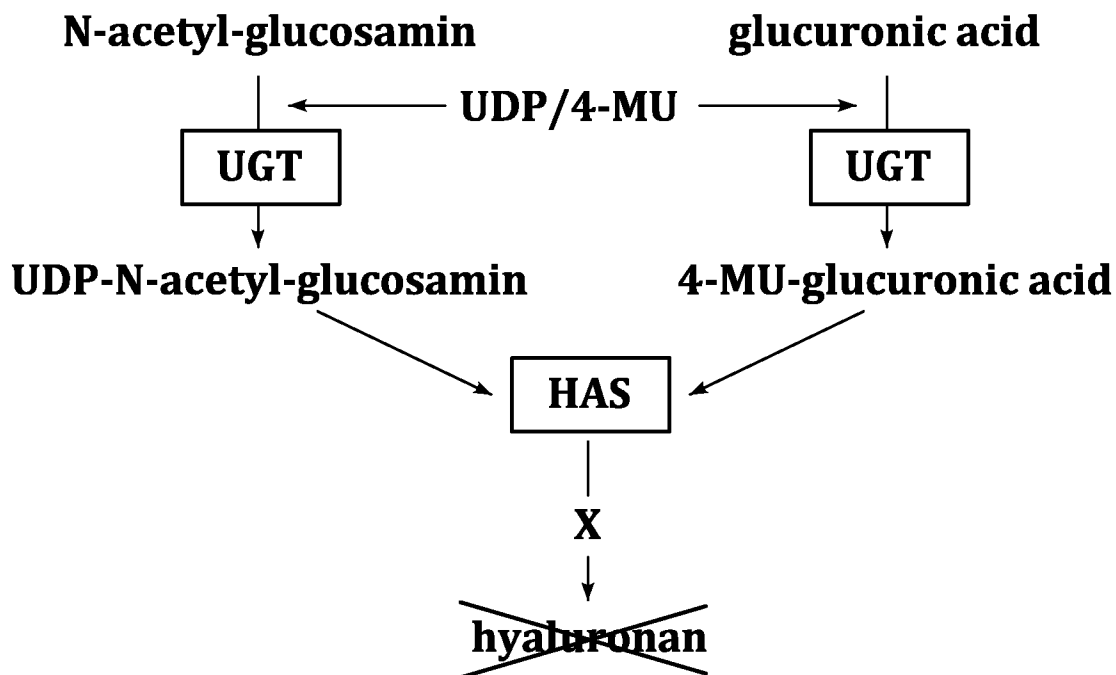 N-acetyl-glucosamin glucuronic acid
UDP/4-MU
UGT UGT
UDP-N-acetyl-glucosamin 4-MU-glucuronic acid
HAS
X
hyaluronan